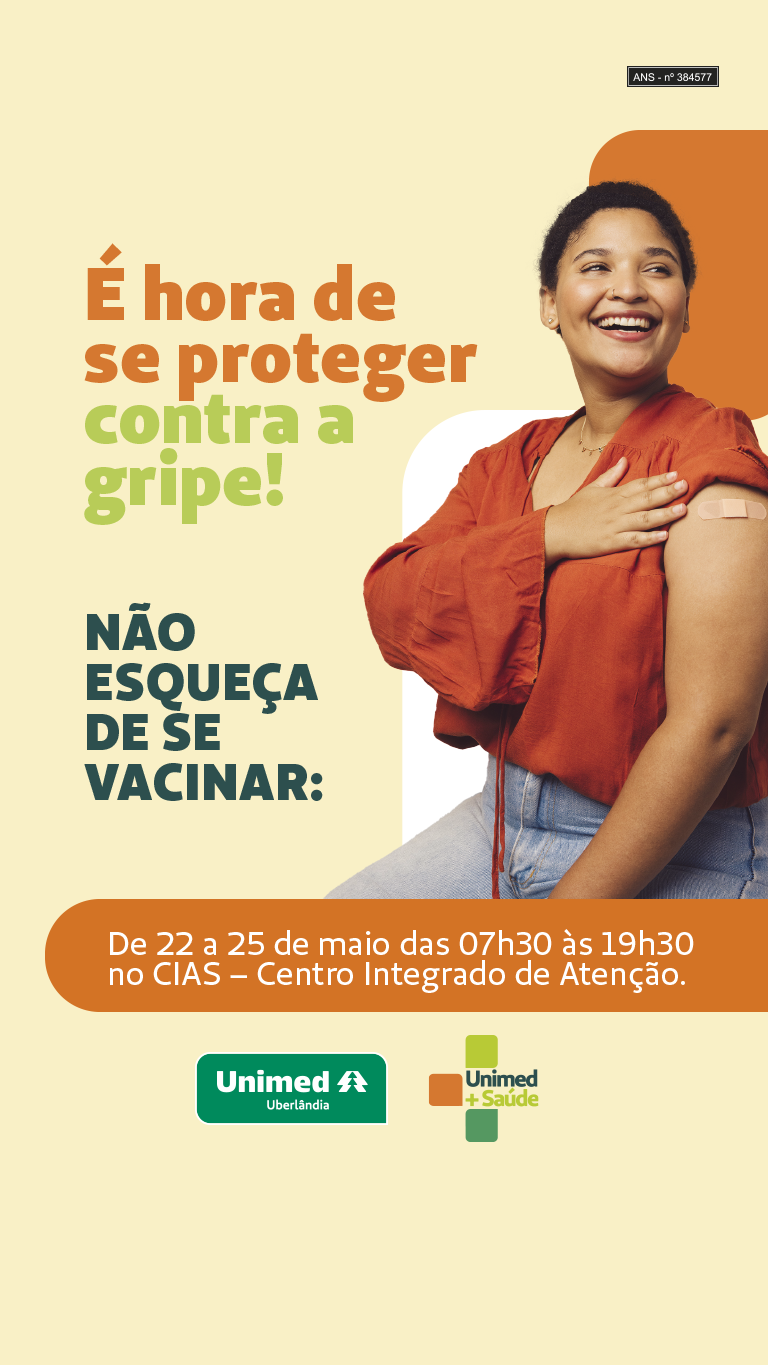 ANS - nº 384577
É hora de
se proteger
contra a
gripe!
NÃO
ESQUEÇA
DE SE
VACINAR:
De 22 a 25 de maio das 07h30 às 19h30
no CIAS – Centro Integrado de Atenção.
Unimed
Uberlândia
Unimed
+ Saúde